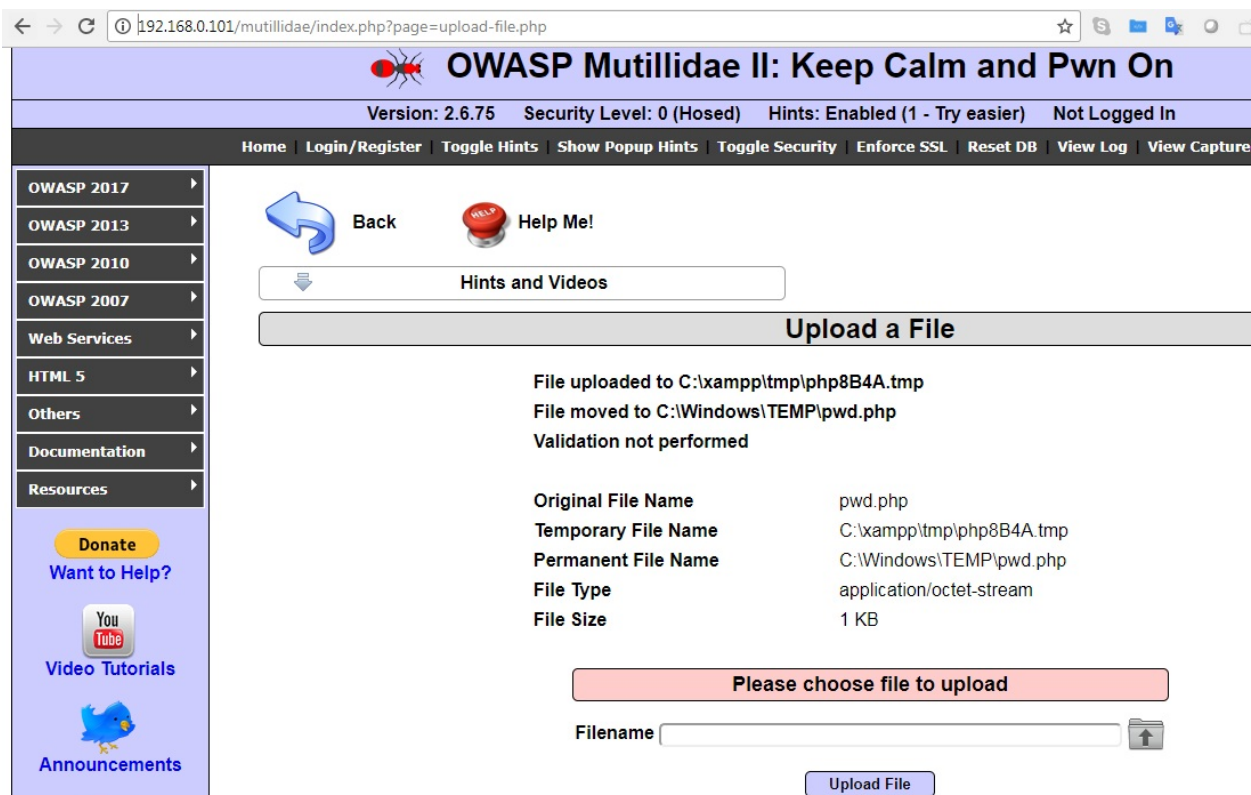 192.168.0.101/mutillidae/index.php?page=upload-file.php
OWASP Mutillidae II: Keep Calm and Pwn On
Version: 2.6.75 Security Level: 0 (Hosed) Hints: Enabled (1 - Try easier) Not Logged In
Home | Login/Register | Toggle Hints | Show Popup Hints | Toggle Security | Enforce SSL | Reset DB | View Log | View Capture
OWASP 2017
OWASP 2013
OWASP 2010
OWASP 2007
Web Services
HTML 5
Others
Documentation
Resources
Donate
Want to Help?
You
Tube
Video Tutorials
Announcements
Back
HELP
Help Me!
Hints and Videos
Upload a File
File uploaded to C:\xampp\tmp\php8B4A.tmp
File moved to C:\Windows\TEMP\pwd.php
Validation not performed
Original File Name pwd.php
Temporary File Name C:\xampp\tmp\php8B4A.tmp
Permanent File Name C:\Windows\TEMP\pwd.php
File Type application/octet-stream
File Size 1 KB
Please choose file to upload
Filename
Upload File